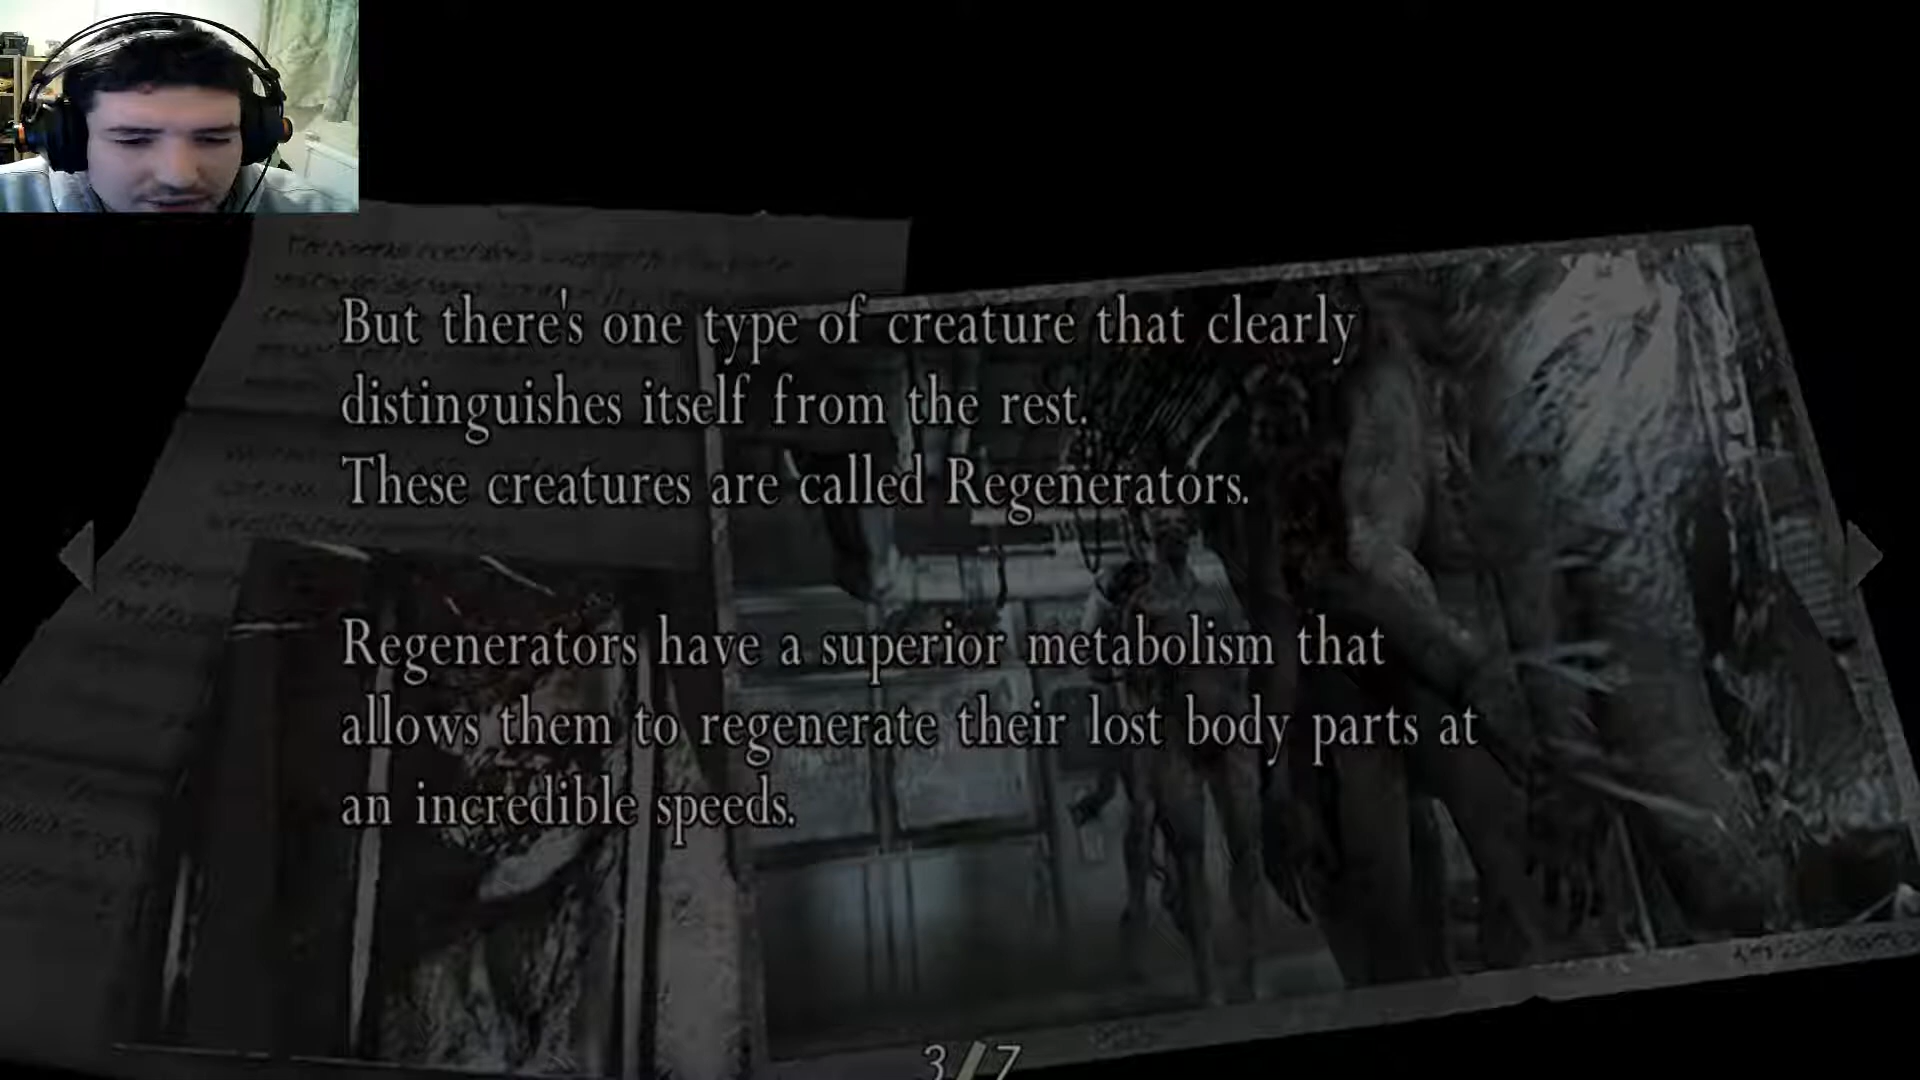 But there's one type of creature that clearly
distinguishes itself from the rest.
These creatures are called Regenerators.
Regenerators have a superior metabolism that
allows them to regenerate their lost body parts at
an incredible speeds.
3/7